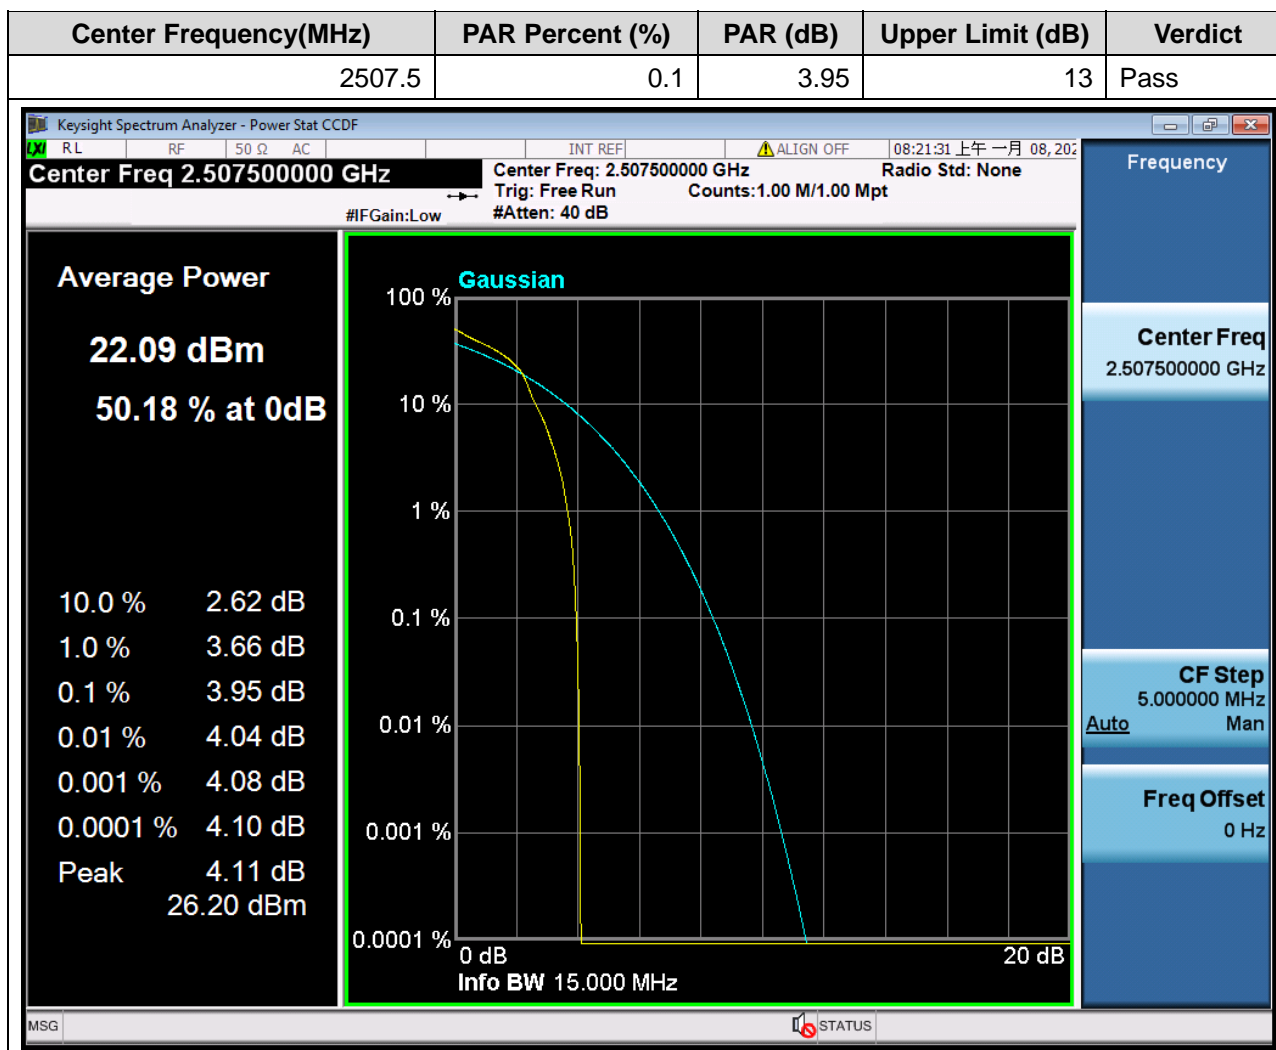 Center Frequency(MHz) PAR Percent (%) PAR (dB) Upper Limit (dB) Verdict
2507.5 0.1 3.95 13 Pass
Keysight Spectrum Analyzer - Power Stat CCDF
LXI RL RF 50 Ω AC INT REF ALIGN OFF 08:21:31 上午 一月 08, 202
Center Freq 2.507500000 GHz
Center Freq: 2.507500000 GHz Radio Std: None
Trig: Free Run Counts:1.00 M/1.00 Mpt
#IFGain:Low #Atten: 40 dB
Average Power
22.09 dBm
50.18 % at 0dB
10.0 % 2.62 dB
1.0 % 3.66 dB
0.1 % 3.95 dB
0.01 % 4.04 dB
0.001 % 4.08 dB
0.0001 % 4.10 dB
Peak 4.11 dB
26.20 dBm
Gaussian
100 %
10 %
1 %
0.1 %
0.01 %
0.001 %
0.0001 %
0 dB 20 dB
Info BW 15.000 MHz
Frequency
Center Freq
2.507500000 GHz
CF Step
5.000000 MHz
Auto Man
Freq Offset
0 Hz
MSG STATUS